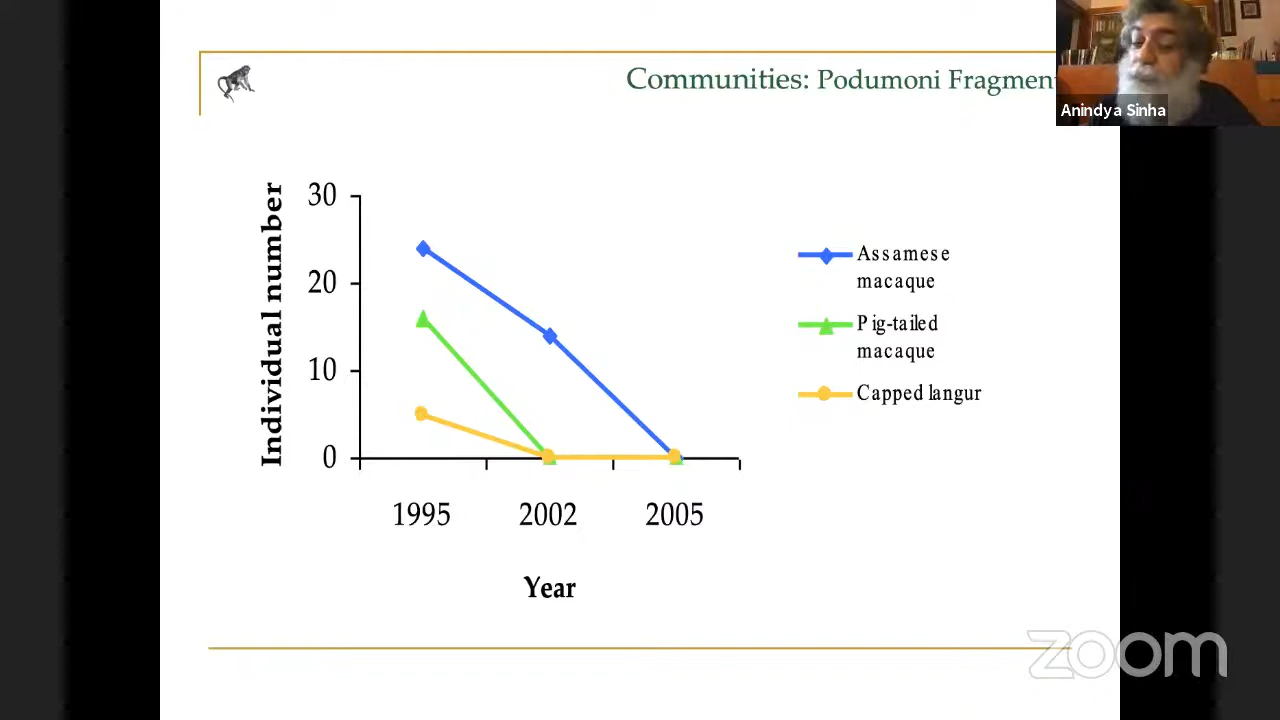 Communities: Podumoni Fragment
Anindya Sinha
Individual number
30
20
10
0
1995
2002
2005
Year
Assamese
macaque
Pig-tailed
macaque
Capped langur
zoom